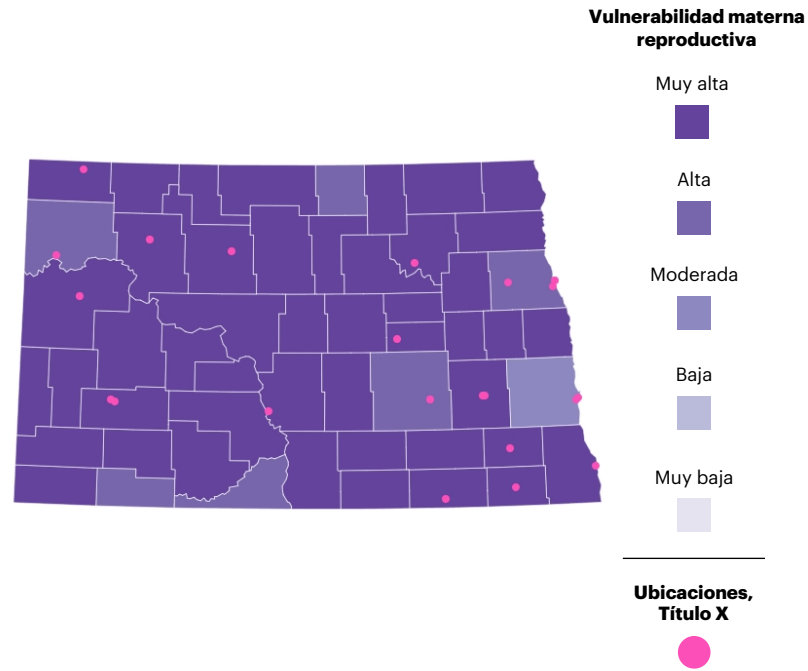 Vulnerabilidad materna
reproductiva
Muy alta
Alta
Moderada
Baja
Muy baja
Ubicaciones,
Título X